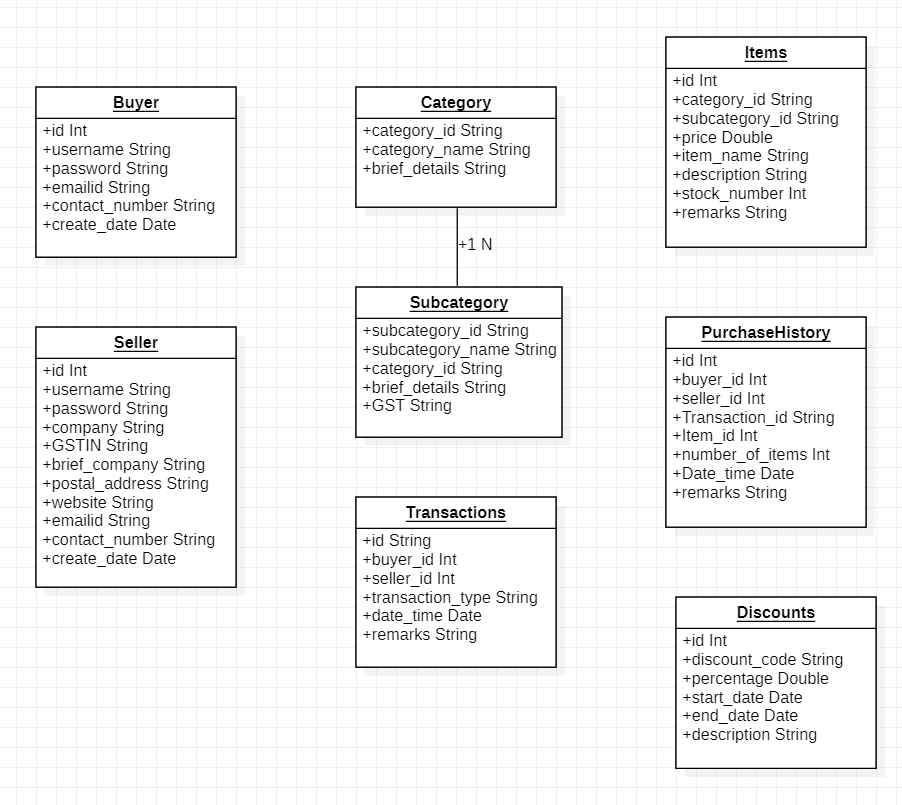 Buyer
+id Int
+username String
+password String
+emailid String
+contact_number String
+create_date Date
Seller
+id Int
+username String
+password String
+company String
+GSTIN String
+brief_company String
+postal_address String
+website String
+emailid String
+contact_number String
+create_date Date
Category
+category_id String
+category_name String
+brief_details String
+1 N
Subcategory
+subcategory_id String
+subcategory_name String
+category_id String
+brief_details String
+GST String
Transactions
+id String
+buyer_id Int
+seller_id Int
+transaction_type String
+date_time Date
+remarks String
Items
+id Int
+category_id String
+subcategory_id String
+price Double
+item_name String
+description String
+stock_number Int
+remarks String
PurchaseHistory
+id Int
+buyer_id Int
+seller_id Int
+Transaction_id String
+Item_id Int
+number_of_items Int
+Date_time Date
+remarks String
Discounts
+id Int
+discount_code String
+percentage Double
+start_date Date
+end_date Date
+description String